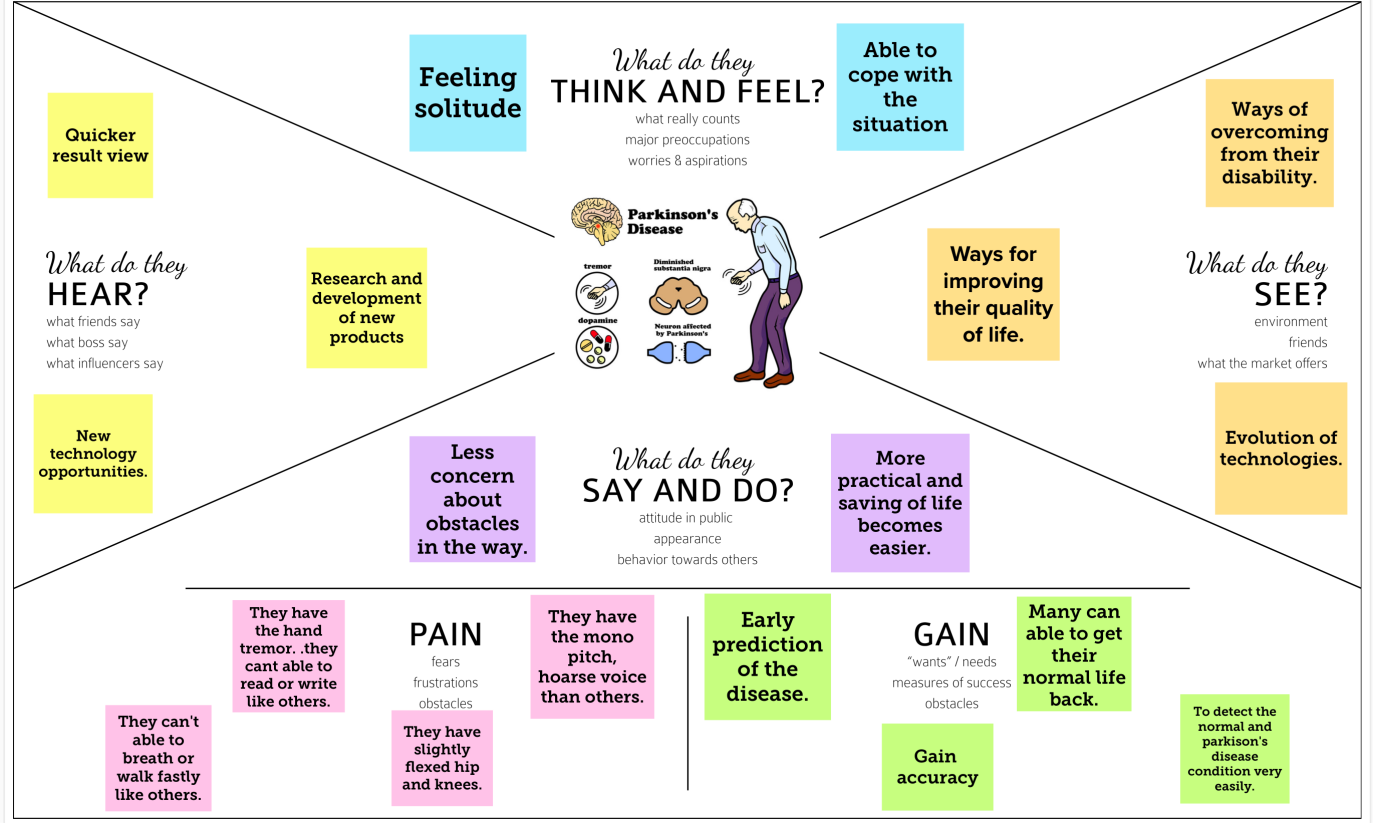 Feeling
solitude
What do they
THINK AND FEEL?
what really counts
major preoccupations
worries & aspirations
Able to
cope with
the
situation
Quicker
result view
What do they
HEAR?
what friends say
what boss say
what influencers say
Research and
development
of new
products
New
technology
opportunities.
Parkinson's
Disease
tremor
Diminished
substantia nigra
dopamine
Neuron affected
by Parkinson's
Ways of
overcoming
from their
disability.
Ways for
improving
their quality
of life.
What do they
SEE?
environment
friends
what the market offers
Evolution of
technologies.
Less
concern
about
obstacles
in the way.
What do they
SAY AND DO?
attitude in public
appearance
behavior towards others
More
practical and
saving of life
becomes
easier.
They have
the hand
tremor. .they
cant able to
read or write
like others.
PAIN
fears
frustrations
obstacles
They have
the mono
pitch,
hoarse voice
than others.
They can't
able to
breath or
walk fastly
like others.
They have
slightly
flexed hip
and knees.
Early
prediction
of the
disease.
GAIN
“wants” / needs
measures of success
obstacles
Many can
able to get
their
normal life
back.
Gain
accuracy
To detect the
normal and
parkison's
disease
condition very
easily.